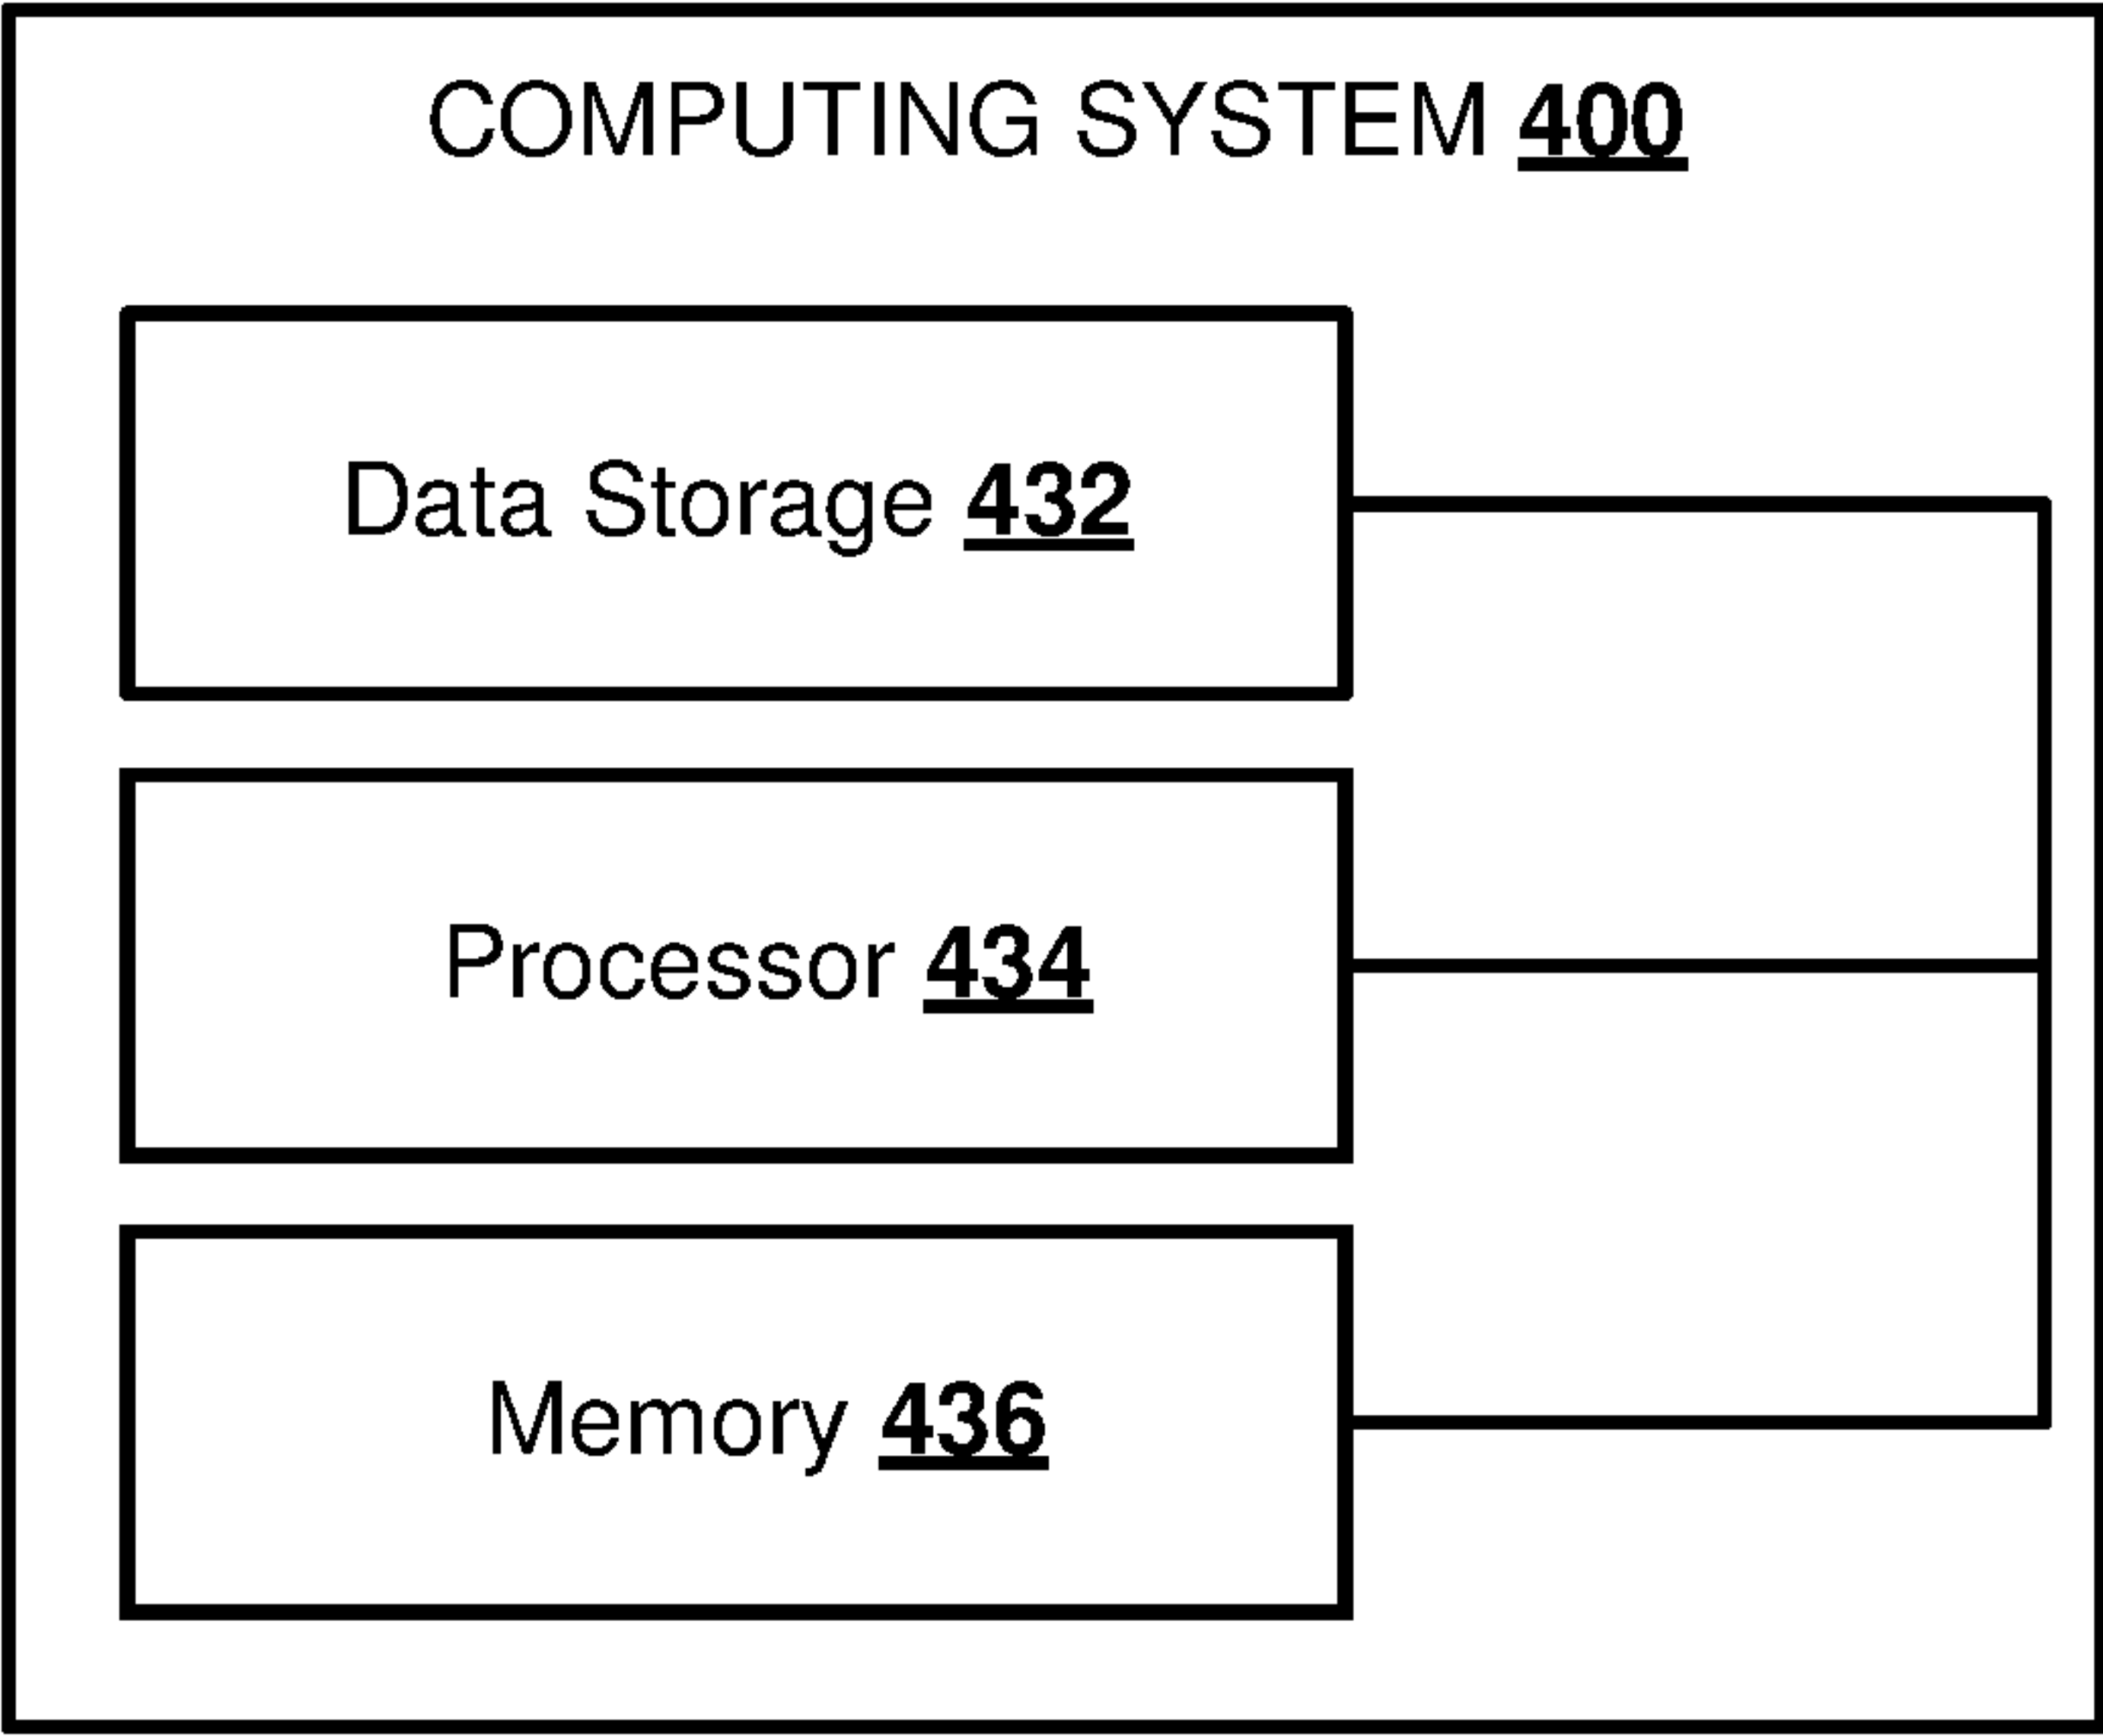 COMPUTING SYSTEM 400
Data Storage 432
Processor 434
Memory 436